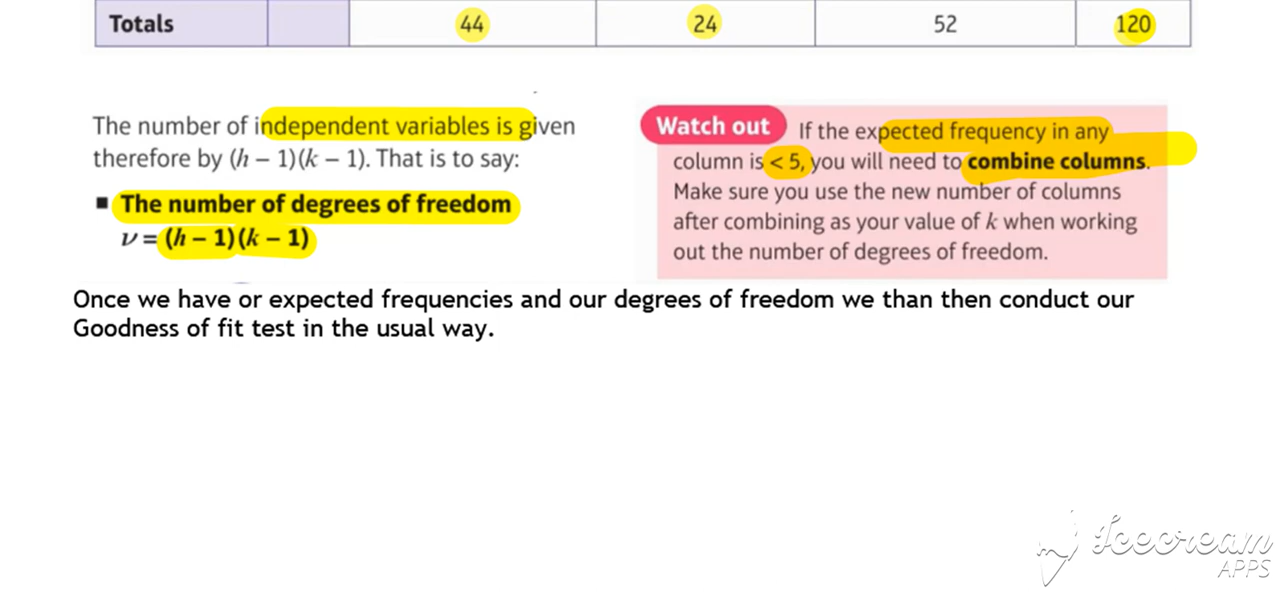 Totals 44 24 52 120
The number of independent variables is given
therefore by (h − 1)(k − 1). That is to say:
■ The number of degrees of freedom
ν = (h − 1)(k − 1)
Watch out If the expected frequency in any
column is < 5, you will need to combine columns.
Make sure you use the new number of columns
after combining as your value of k when working
out the number of degrees of freedom.
Once we have or expected frequencies and our degrees of freedom we than then conduct our
Goodness of fit test in the usual way.
Icecream
APPS